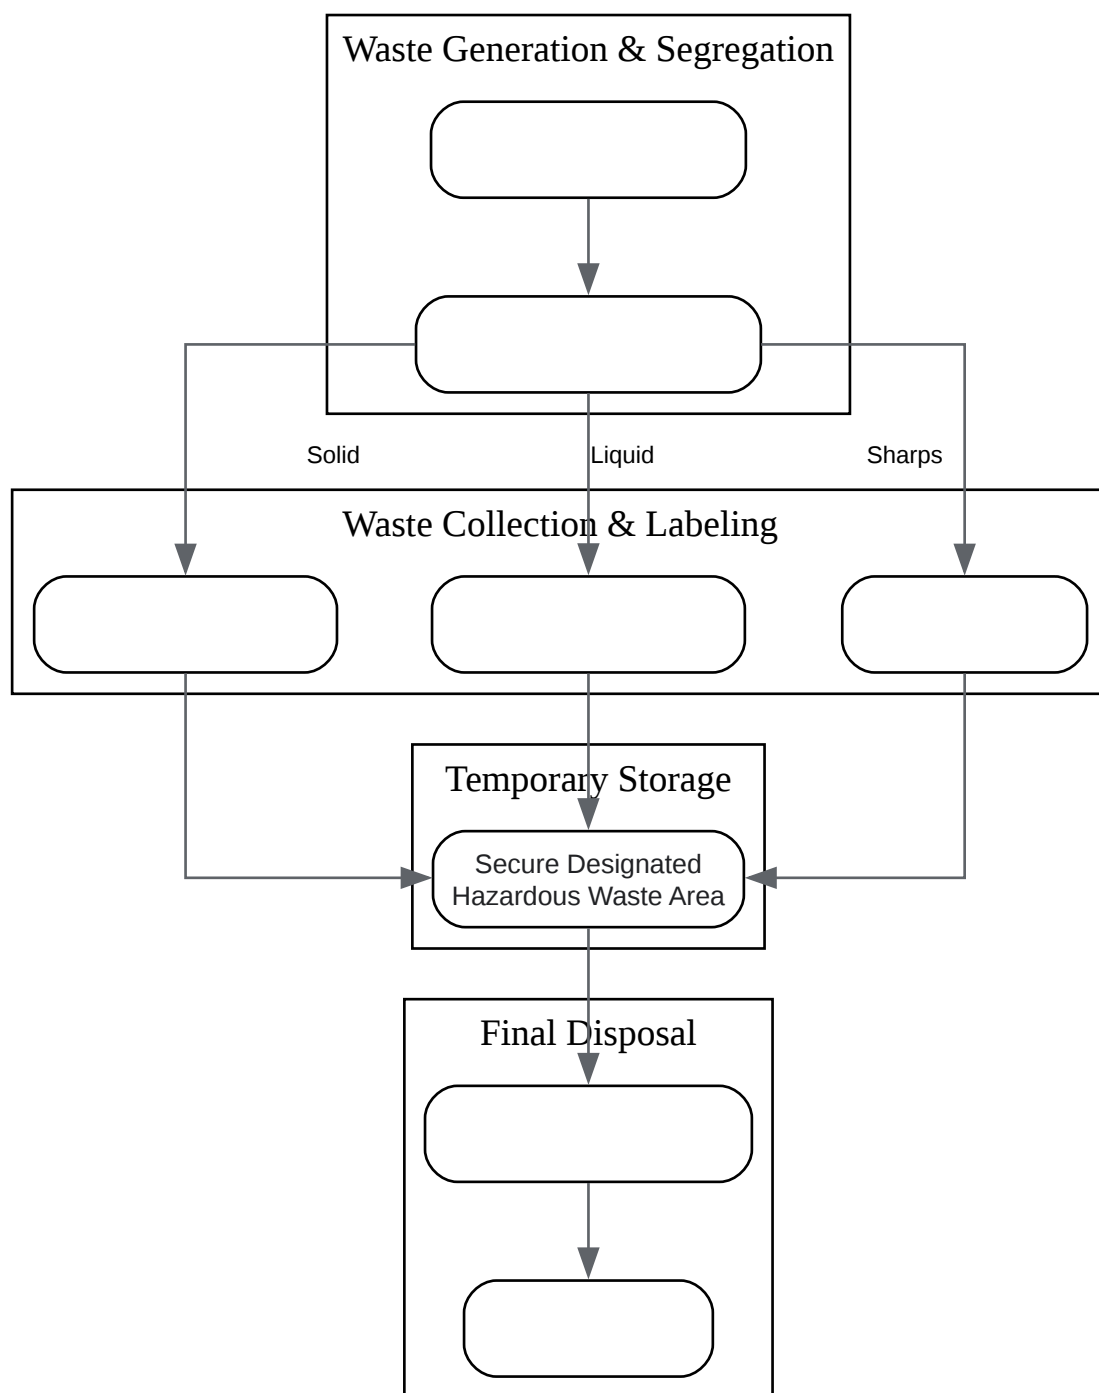 Waste Generation & Segregation
Solid
Liquid
Sharps
Waste Collection & Labeling
Temporary Storage
Secure Designated
Hazardous Waste Area
Final Disposal